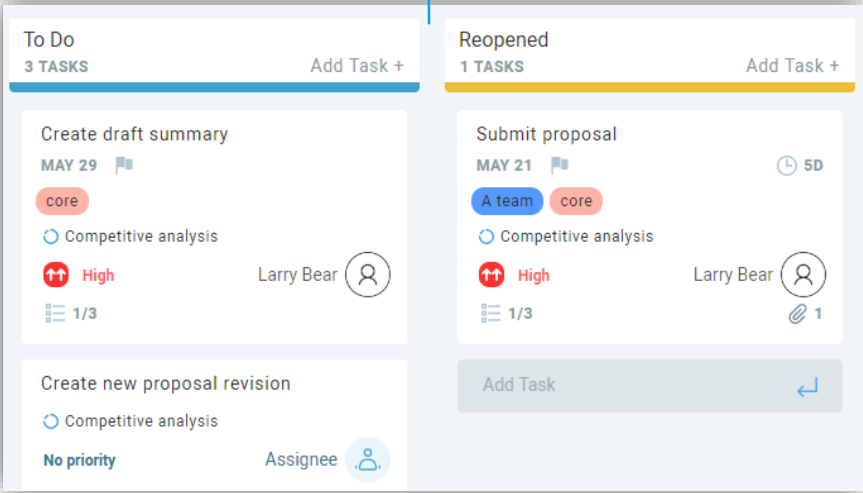 To Do
3 TASKS Add Task +
Create draft summary
MAY 29
core
Competitive analysis
High Larry Bear
1/3
Create new proposal revision
Competitive analysis
No priority Assignee
Reopened
1 TASKS Add Task +
Submit proposal
MAY 21 5D
A team core
Competitive analysis
High Larry Bear
1/3 1
Add Task